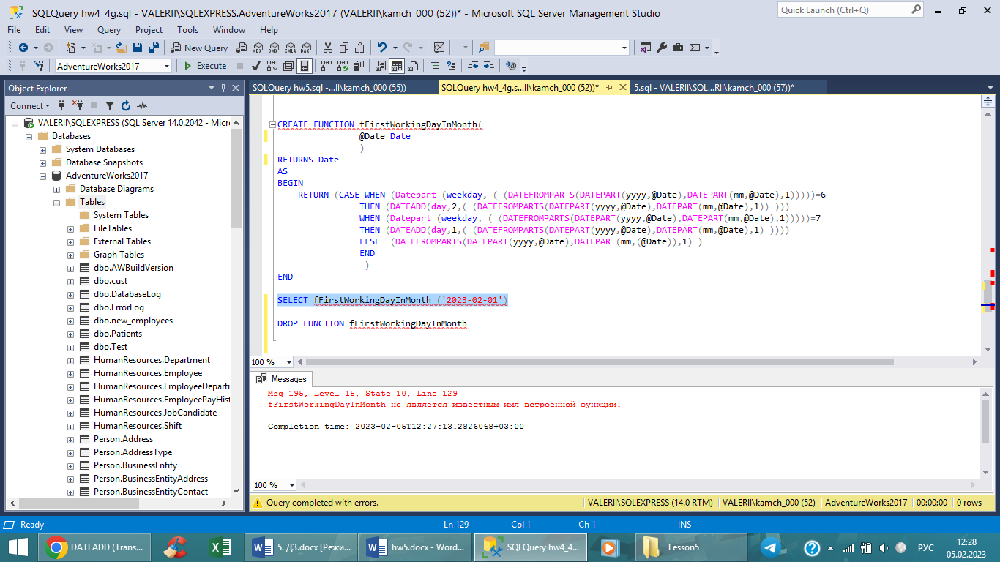 SQLQuery hw4_4g.sql - VALERII\SQLEXPRESS.AdventureWorks2017 (VALERII\kamch_000 (52))* - Microsoft SQL Server Management Studio
Quick Launch (Ctrl+Q)
File Edit View Query Project Tools Window Help
New Query MDX DMX XMLA DAX
AdventureWorks2017 Execute
Object Explorer
SQLQuery hw5.sql -...II\kamch_000 (55)) SQLQuery hw4_4g.s...II\kamch_000 (52))* 5.sql - VALERII\SQL...RII\kamch_000 (57))*
Connect
VALERII\SQLEXPRESS (SQL Server 14.0.2042 - Micr
Databases
System Databases
Database Snapshots
AdventureWorks2017
Database Diagrams
Tables
System Tables
FileTables
External Tables
Graph Tables
dbo.AWBuildVersion
dbo.cust
dbo.DatabaseLog
dbo.ErrorLog
dbo.new_employees
dbo.Patients
dbo.Test
HumanResources.Department
HumanResources.Employee
HumanResources.EmployeeDepartr
HumanResources.EmployeePayHist
HumanResources.JobCandidate
HumanResources.Shift
Person.Address
Person.AddressType
Person.BusinessEntity
Person.BusinessEntityAddress
Person.BusinessEntityContact
CREATE FUNCTION fFirstWorkingDayInMonth(
@Date Date
)
RETURNS Date
AS
BEGIN
RETURN (CASE WHEN (Datepart (weekday, ( (DATEFROMPARTS(DATEPART(yyyy,@Date),DATEPART(mm,@Date),1)))))=6
THEN (DATEADD(day,2,( (DATEFROMPARTS(DATEPART(yyyy,@Date),DATEPART(mm,@Date),1)) )))
WHEN (Datepart (weekday, ( (DATEFROMPARTS(DATEPART(yyyy,@Date),DATEPART(mm,@Date),1)))))=7
THEN (DATEADD(day,1,( (DATEFROMPARTS(DATEPART(yyyy,@Date),DATEPART(mm,@Date),1) ))))
ELSE (DATEFROMPARTS(DATEPART(yyyy,@Date),DATEPART(mm,(@Date)),1) )
END
)
END
SELECT fFirstWorkingDayInMonth ('2023-02-01')
DROP FUNCTION fFirstWorkingDayInMonth
100 %
Messages
Msg 195, Level 15, State 10, Line 129
fFirstWorkingDayInMonth не является известным имя встроенной функции.
Completion time: 2023-02-05T12:27:13.2826068+03:00
100 %
Query completed with errors. VALERII\SQLEXPRESS (14.0 RTM) VALERII\kamch_000 (52) AdventureWorks2017 00:00:00 0 rows
Ready Ln 129 Col 1 Ch 1 INS
DATEADD (Trans... 5. ДЗ.docx [Режи... hw5.docx - Word... SQLQuery hw4_4... Lesson5 РУС 12:28
05.02.2023